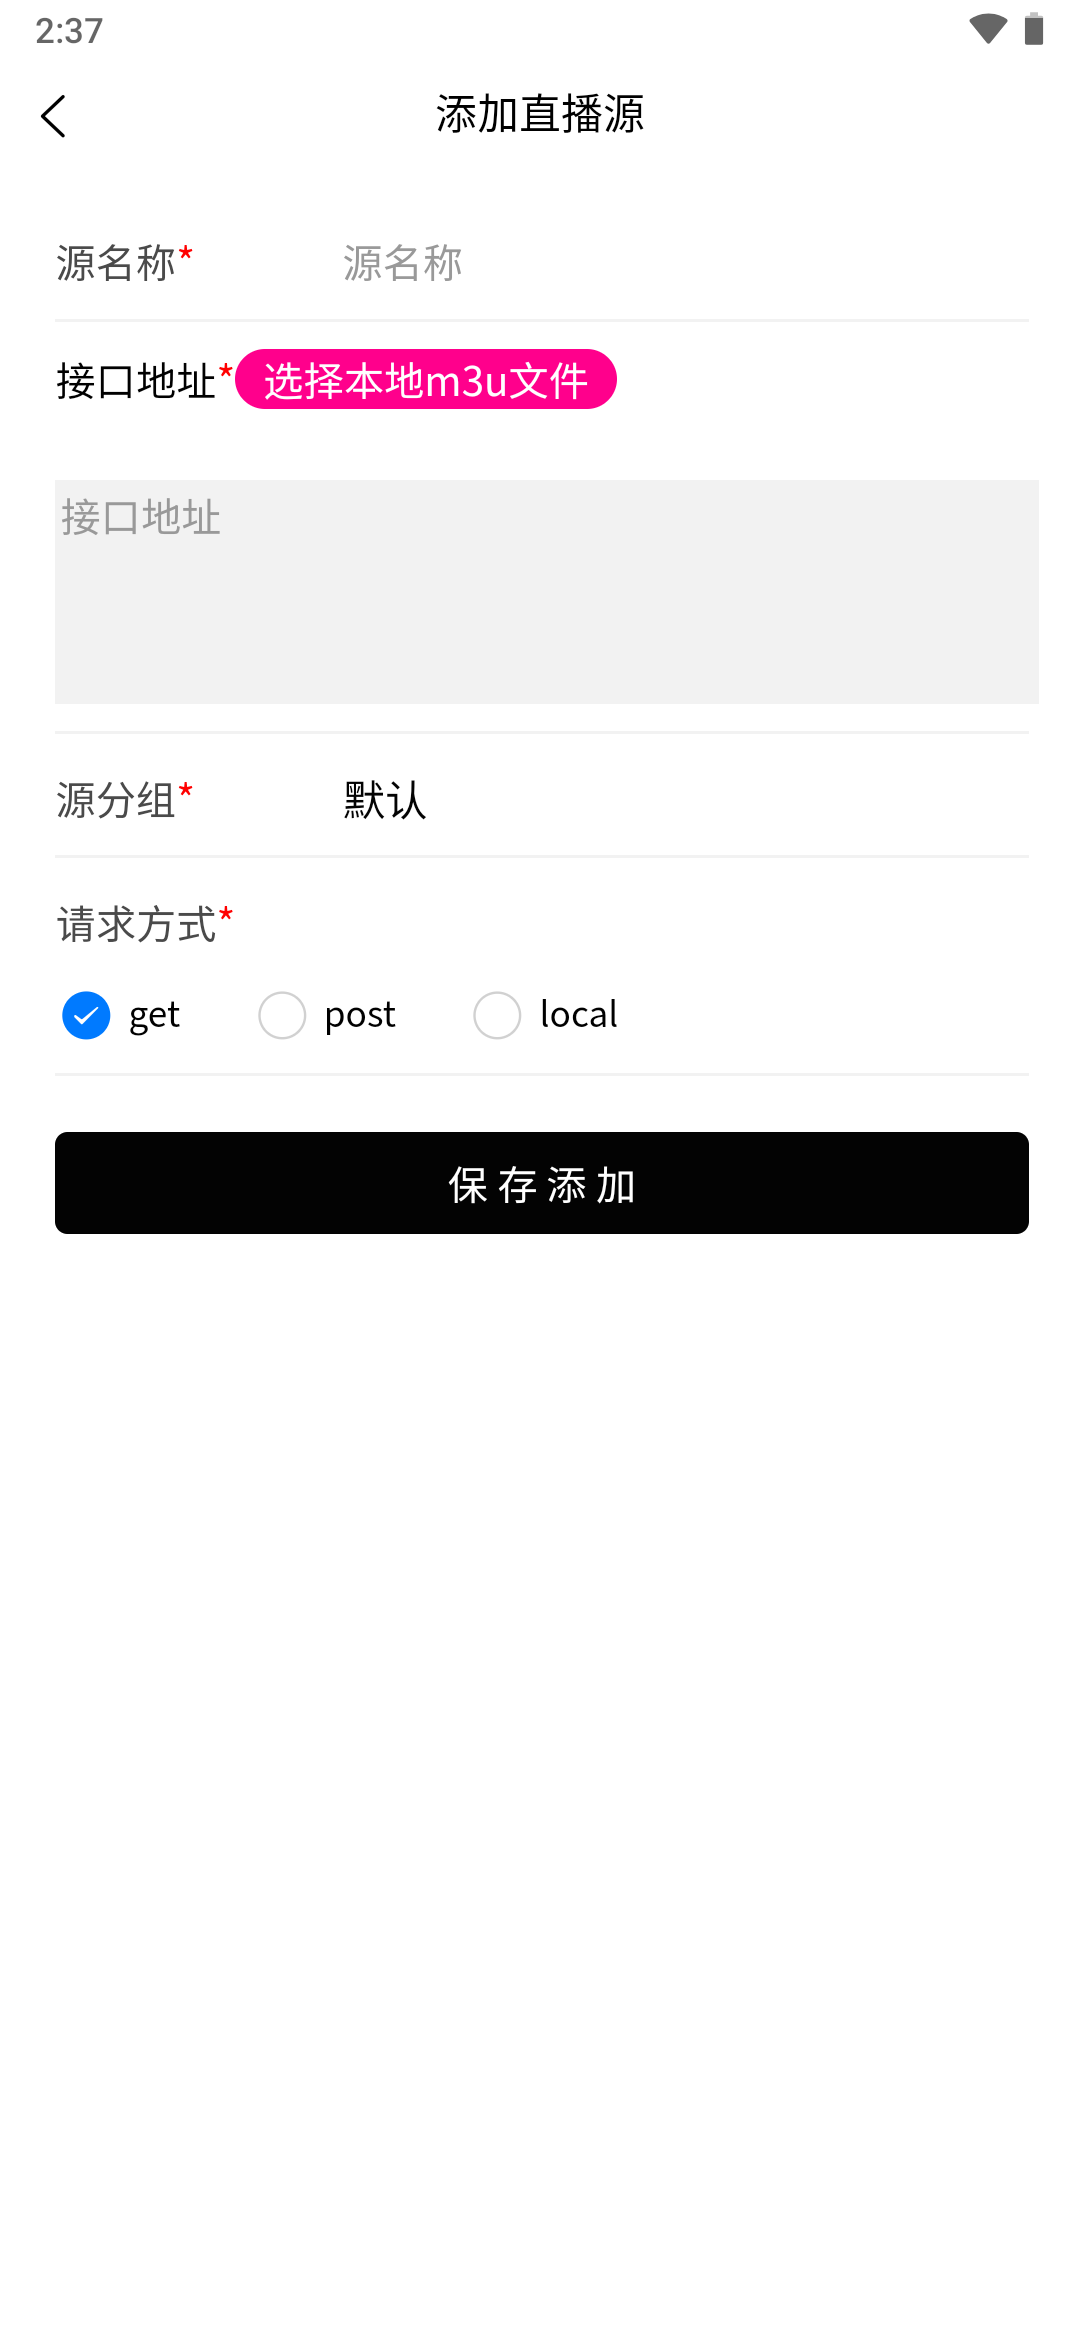 2:37
添加直播源
源名称* 源名称
接口地址* 选择本地m3u文件
接口地址
源分组* 默认
请求方式*
get post local
保存添加